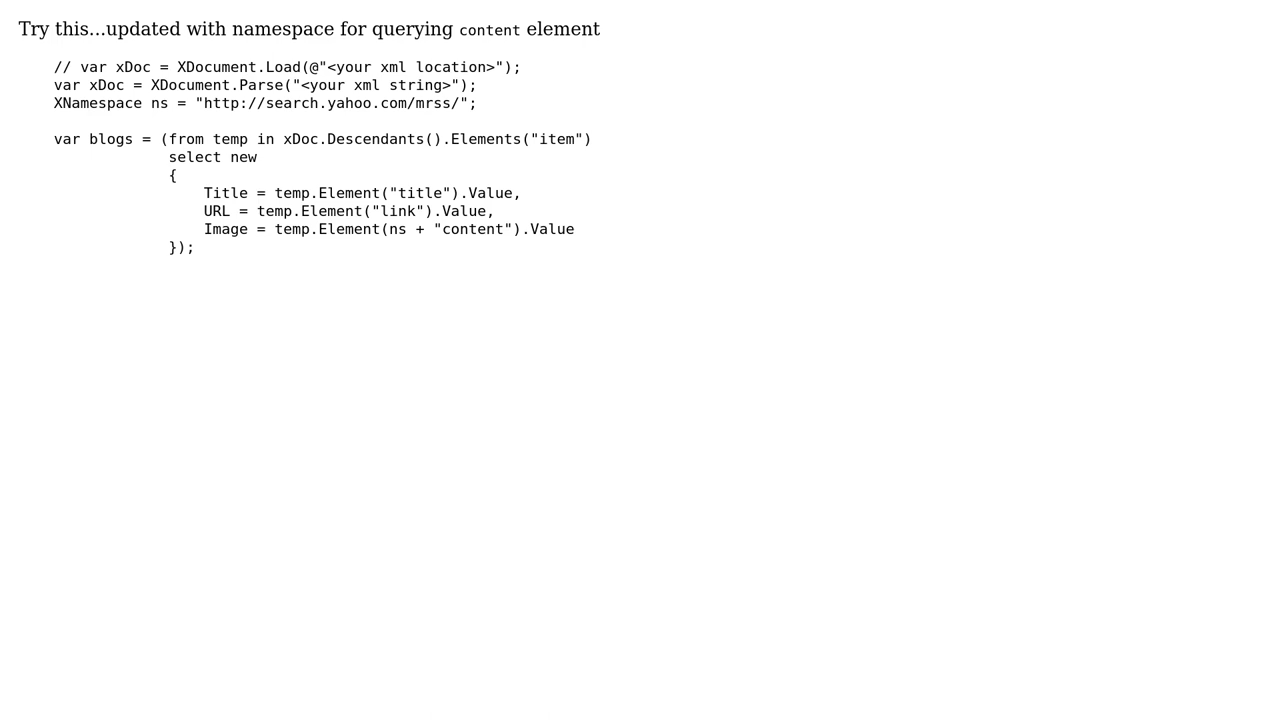 Try this...updated with namespace for querying content element
// var xDoc = XDocument.Load(@"<your xml location>");
var xDoc = XDocument.Parse("<your xml string>");
XNamespace ns = "http://search.yahoo.com/mrss/";

var blogs = (from temp in xDoc.Descendants().Elements("item")
             select new
             {
                 Title = temp.Element("title").Value,
                 URL = temp.Element("link").Value,
                 Image = temp.Element(ns + "content").Value
             });